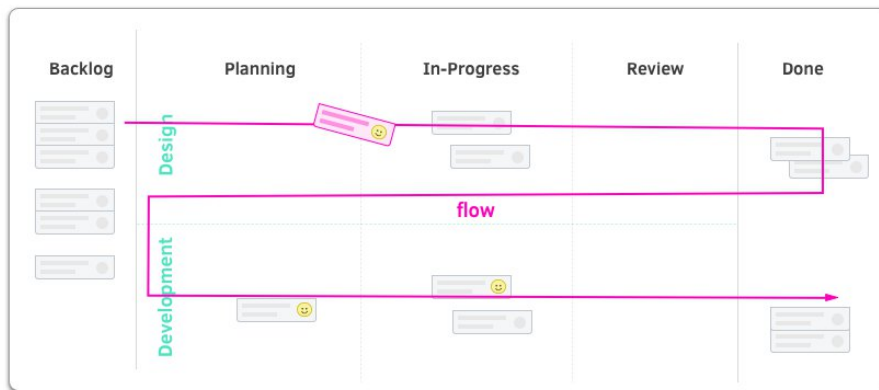 Backlog
Planning
In-Progress
Review
Done
Design
flow
Development